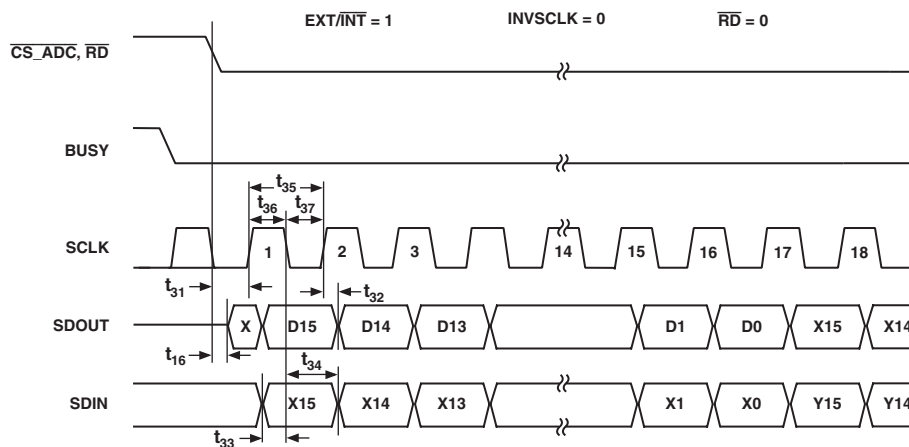 EXT/INT = 1 INVSCLK = 0 RD = 0
CS_ADC, RD
BUSY
t35
t36 t37
SCLK 1 2 3 14 15 16 17 18
t31 t32
SDOUT X D15 D14 D13 D1 D0 X15 X14
t16 t34
SDIN X15 X14 X13 X1 X0 Y15 Y14
t33